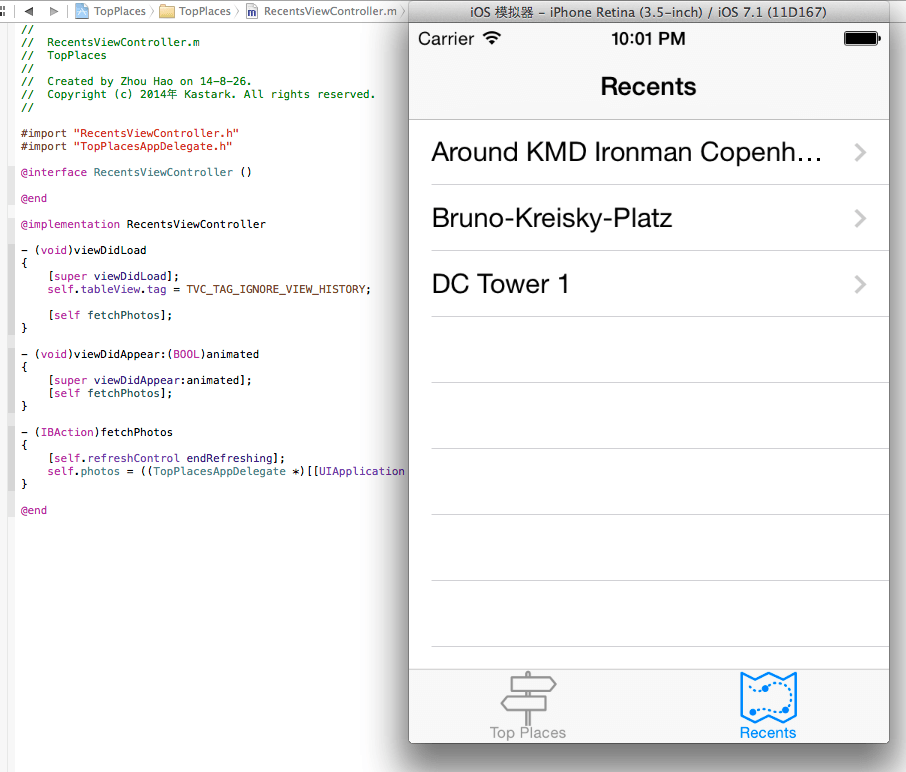 TopPlaces TopPlaces RecentsViewController.m
//
// RecentsViewController.m
// TopPlaces
//
// Created by Zhou Hao on 14-8-26.
// Copyright (c) 2014年 Kastark. All rights reserved.
//
#import "RecentsViewController.h"
#import "TopPlacesAppDelegate.h"
@interface RecentsViewController ()
@end
@implementation RecentsViewController
- (void)viewDidLoad
{
[super viewDidLoad];
self.tableView.tag = TVC_TAG_IGNORE_VIEW_HISTORY;
[self fetchPhotos];
}
- (void)viewDidAppear:(BOOL)animated
{
[super viewDidAppear:animated];
[self fetchPhotos];
}
- (IBAction)fetchPhotos
{
[self.refreshControl endRefreshing];
self.photos = ((TopPlacesAppDelegate *)[[UIApplication
}
@end
iOS 模拟器 - iPhone Retina (3.5-inch) / iOS 7.1 (11D167)
Carrier 10:01 PM
Recents
Around KMD Ironman Copenh…
Bruno-Kreisky-Platz
DC Tower 1
Top Places Recents